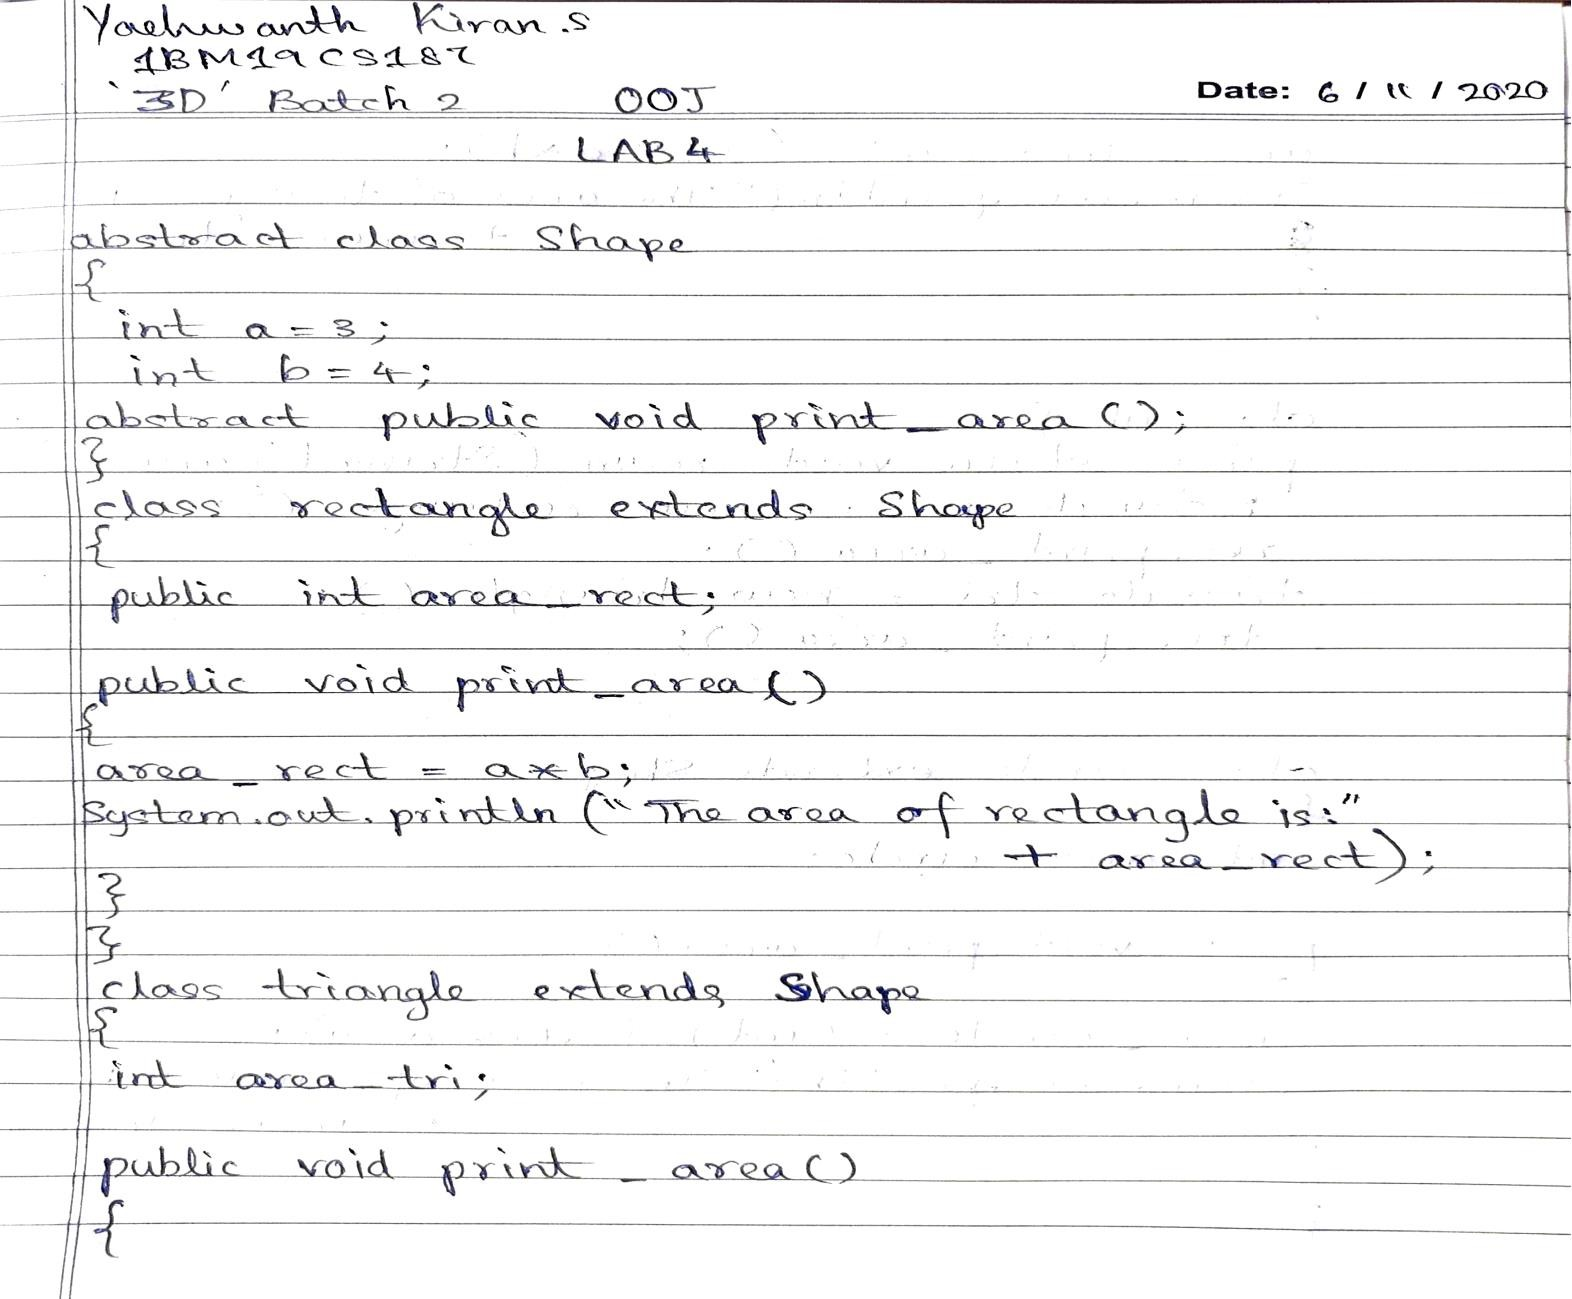 Yashwanth Kiran.S
1BM19CS187
'3D' Batch 2 OOJ
Date: 6 / 11 / 2020
LAB 4
abstract class Shape
{
int a = 3;
int b = 4;
abstract public void print_area();
}
class rectangle extends Shape
{
public int area_rect;
public void print_area()
{
area_rect = a*b;
System.out.println("The area of rectangle is:"
+ area_rect);
}
}
class triangle extends Shape
{
int area_tri;
public void print_area()
{